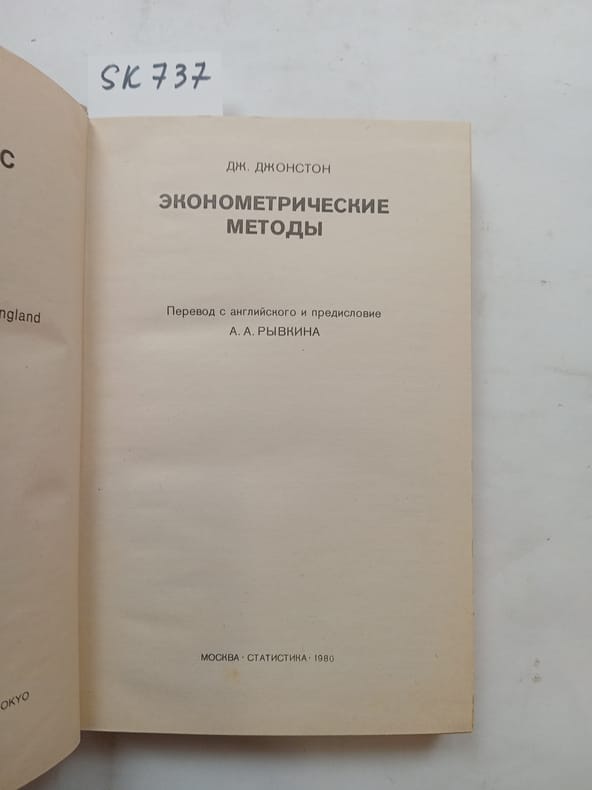 SK 737
С
ngland
OKYO
ДЖ. ДЖОНСТОН
ЭКОНОМЕТРИЧЕСКИЕ
МЕТОДЫ
Перевод с английского и предисловие
А. А. РЫВКИНА
МОСКВА · СТАТИСТИКА · 1980